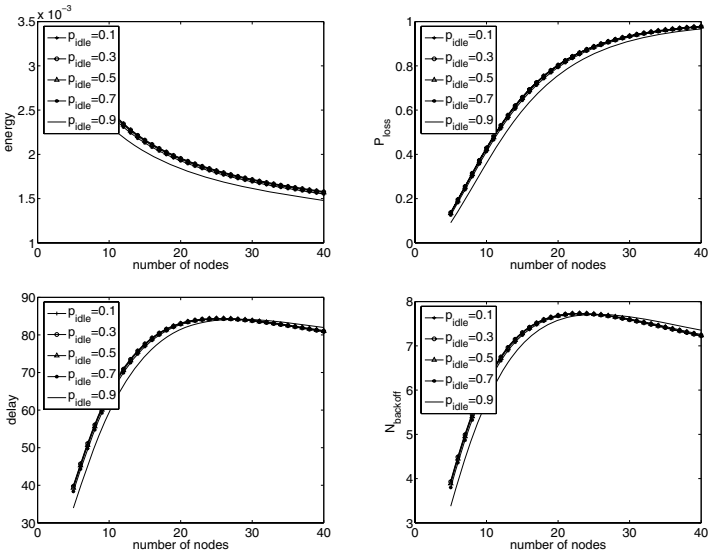 x 10⁻³
3.5
3
2.5
2
1.5
1
energy
p_idle=0.1
p_idle=0.3
p_idle=0.5
p_idle=0.7
p_idle=0.9
0 10 20 30 40
number of nodes
1
0.8
0.6
0.4
0.2
0
P_loss
p_idle=0.1
p_idle=0.3
p_idle=0.5
p_idle=0.7
p_idle=0.9
0 10 20 30 40
number of nodes
90
80
70
60
50
40
30
delay
p_idle=0.1
p_idle=0.3
p_idle=0.5
p_idle=0.7
p_idle=0.9
0 10 20 30 40
number of nodes
8
7
6
5
4
3
N_backoff
p_idle=0.1
p_idle=0.3
p_idle=0.5
p_idle=0.7
p_idle=0.9
0 10 20 30 40
number of nodes